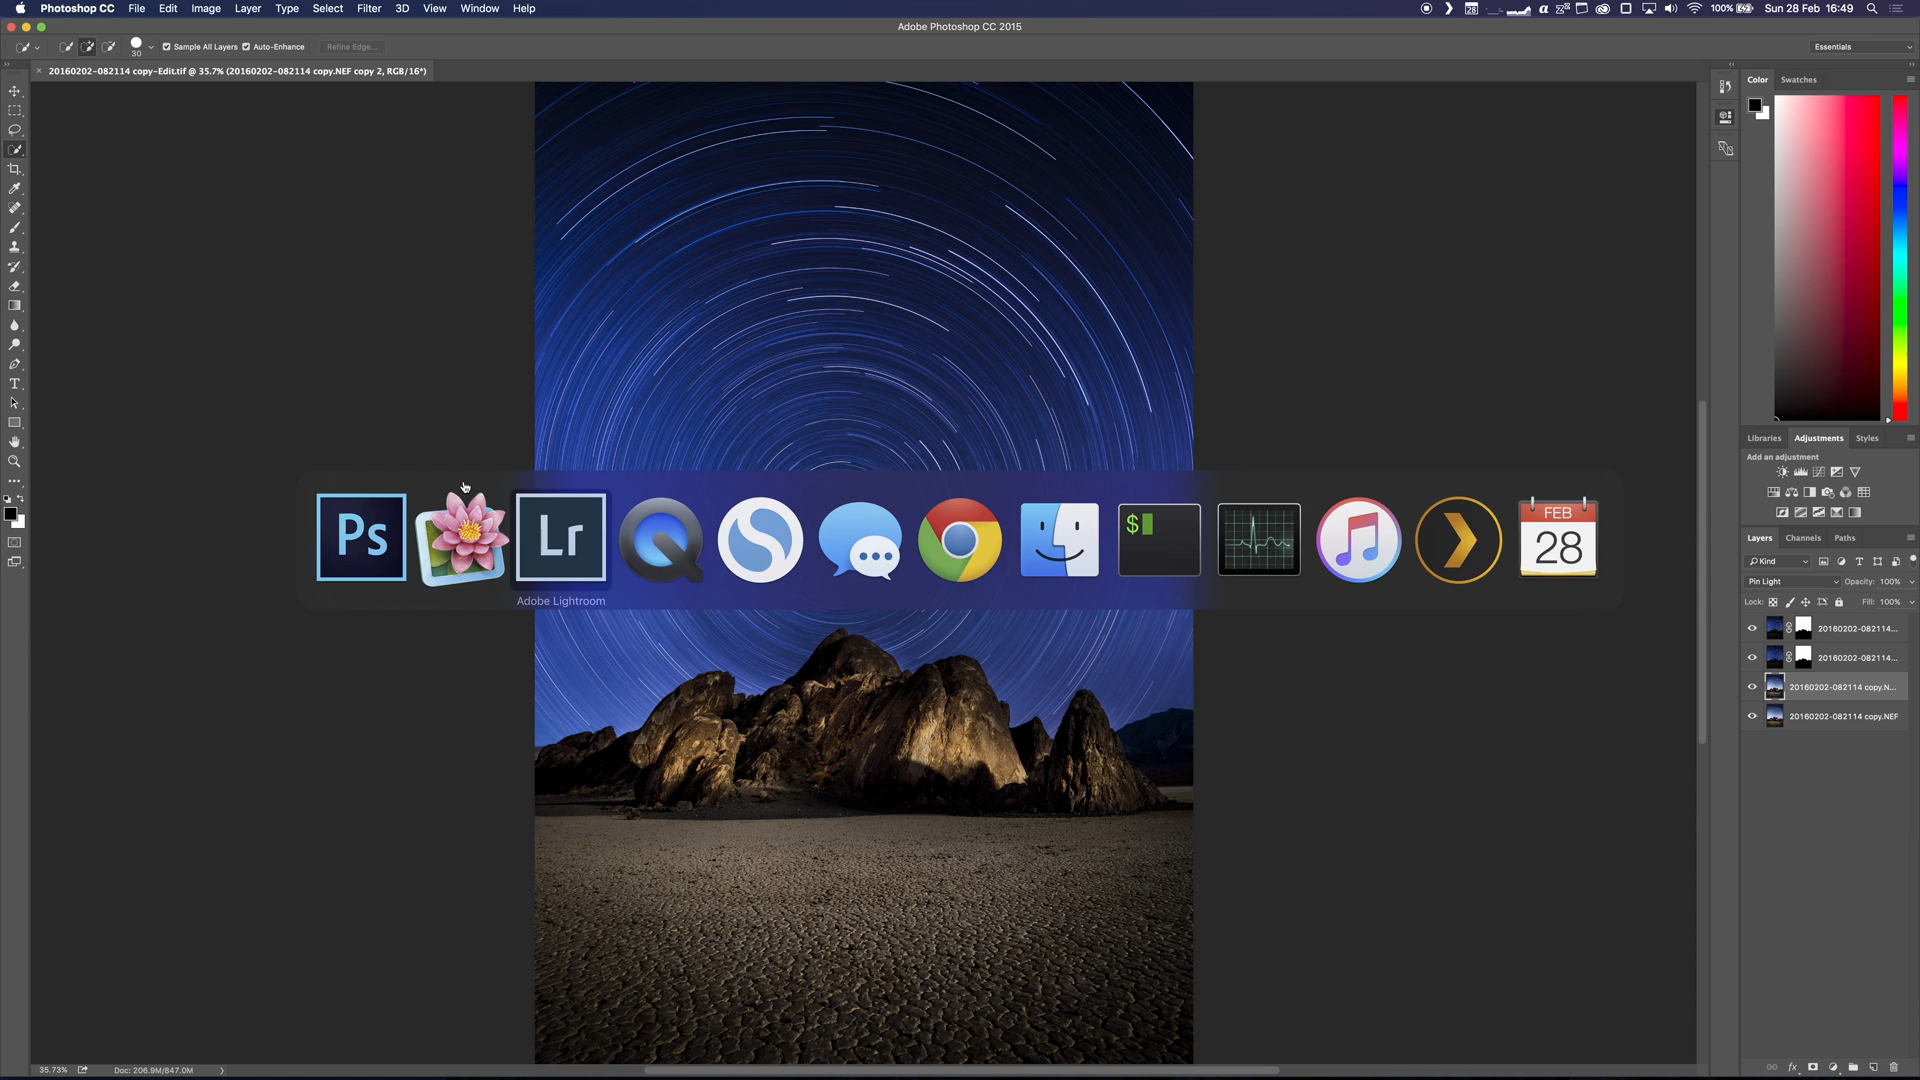 Photoshop CC File Edit Image Layer Type Select Filter 3D View Window Help
28 100% Sun 28 Feb 16:49
Adobe Photoshop CC 2015
30 Sample All Layers Auto-Enhance Refine Edge... Essentials
× 20160202-082114 copy-Edit.tif @ 35.7% (20160202-082114 copy.NEF copy 2, RGB/16*)
Color Swatches
Libraries Adjustments Styles
Add an adjustment
Ps Lr $ FEB
28
Adobe Lightroom
Layers Channels Paths
Kind
Pin Light Opacity: 100%
Lock: Fill: 100%
20160202-082114...
20160202-082114...
20160202-082114 copy.N...
20160202-082114 copy.NEF
35.73% Doc: 206.9M/847.0M